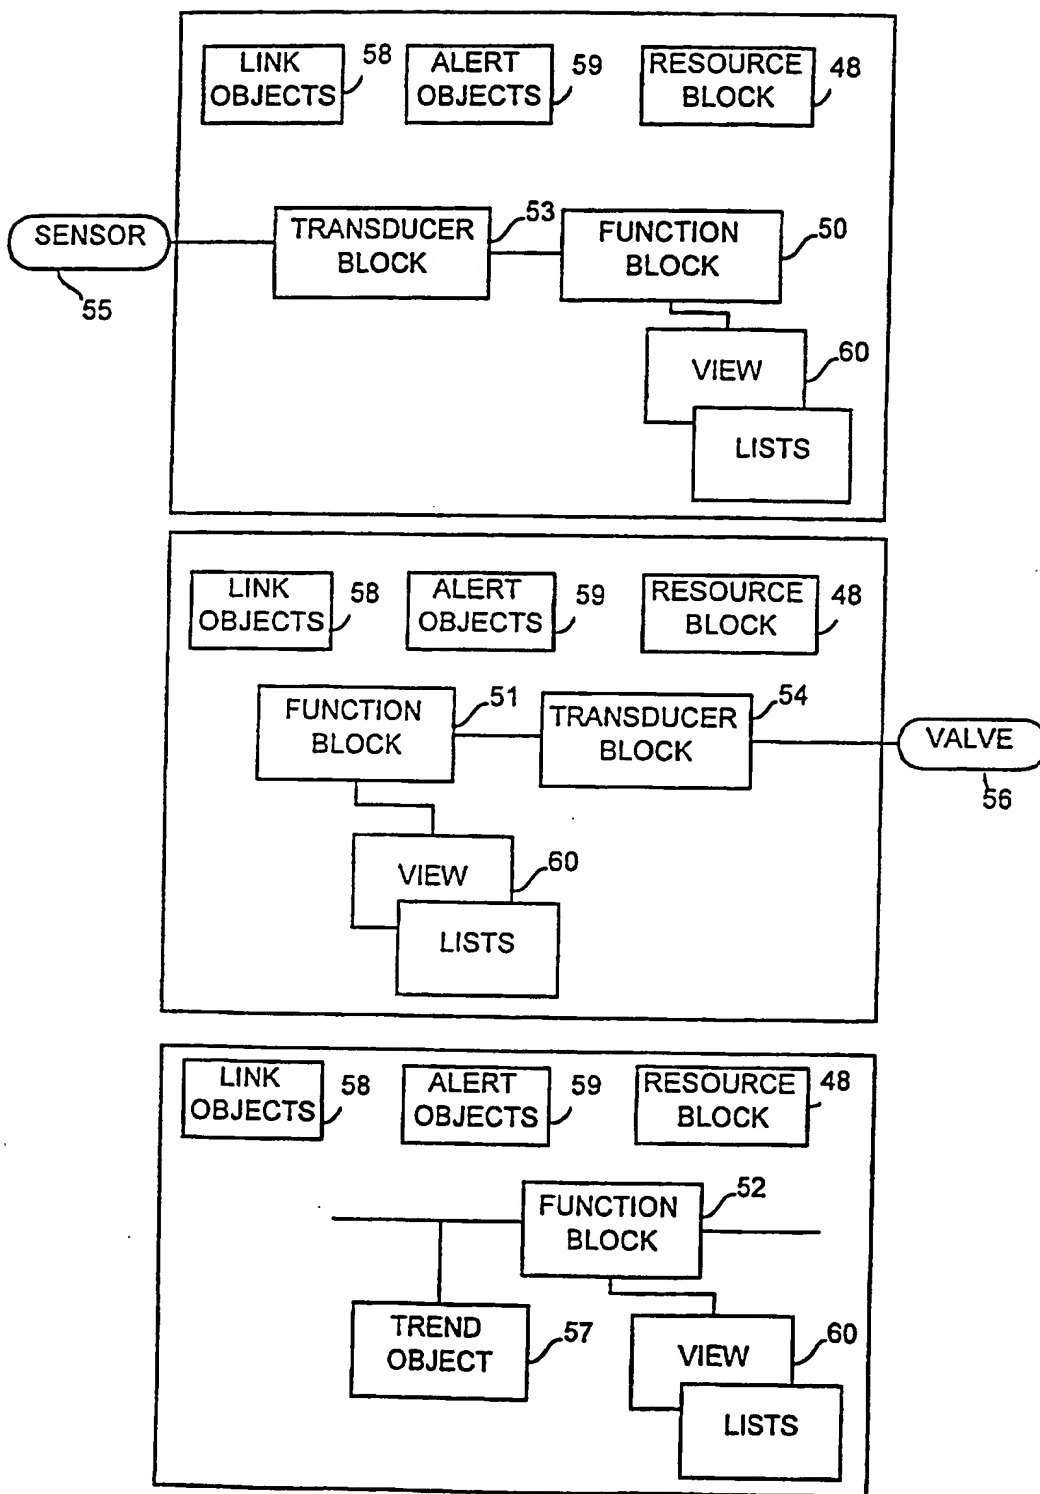 LINK
OBJECTS
58
ALERT
OBJECTS
59
RESOURCE
BLOCK
48
SENSOR
55
TRANSDUCER
BLOCK
53
FUNCTION
BLOCK
50
VIEW
60
LISTS
LINK
OBJECTS
58
ALERT
OBJECTS
59
RESOURCE
BLOCK
48
FUNCTION
BLOCK
51
TRANSDUCER
BLOCK
54
VALVE
56
VIEW
60
LISTS
LINK
OBJECTS
58
ALERT
OBJECTS
59
RESOURCE
BLOCK
48
FUNCTION
BLOCK
52
TREND
OBJECT
57
VIEW
60
LISTS